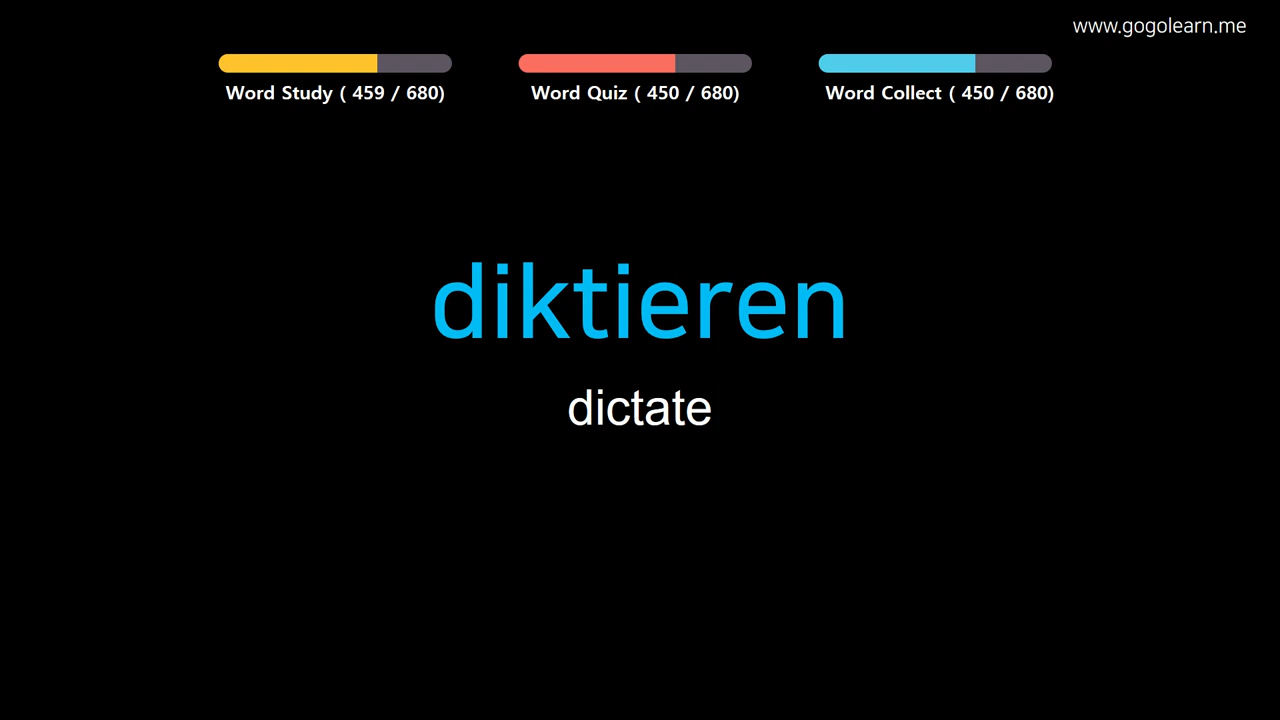 www.gogolearn.me
Word Study ( 459 / 680)
Word Quiz ( 450 / 680)
Word Collect ( 450 / 680)
diktieren
dictate